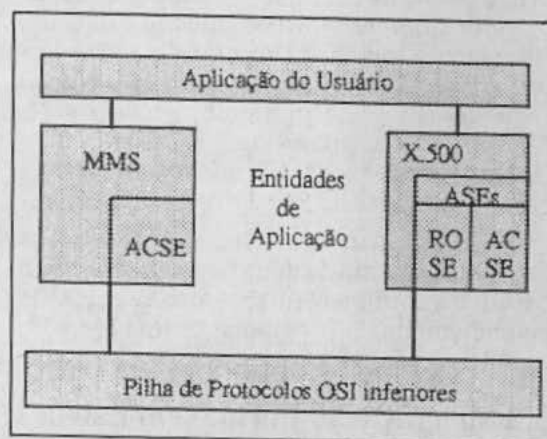 Aplicação do Usuário
MMS
ACSE
Entidades
de
Aplicação
X.500
ASEs
RO
SE
AC
SE
Pilha de Protocolos OSI inferiores